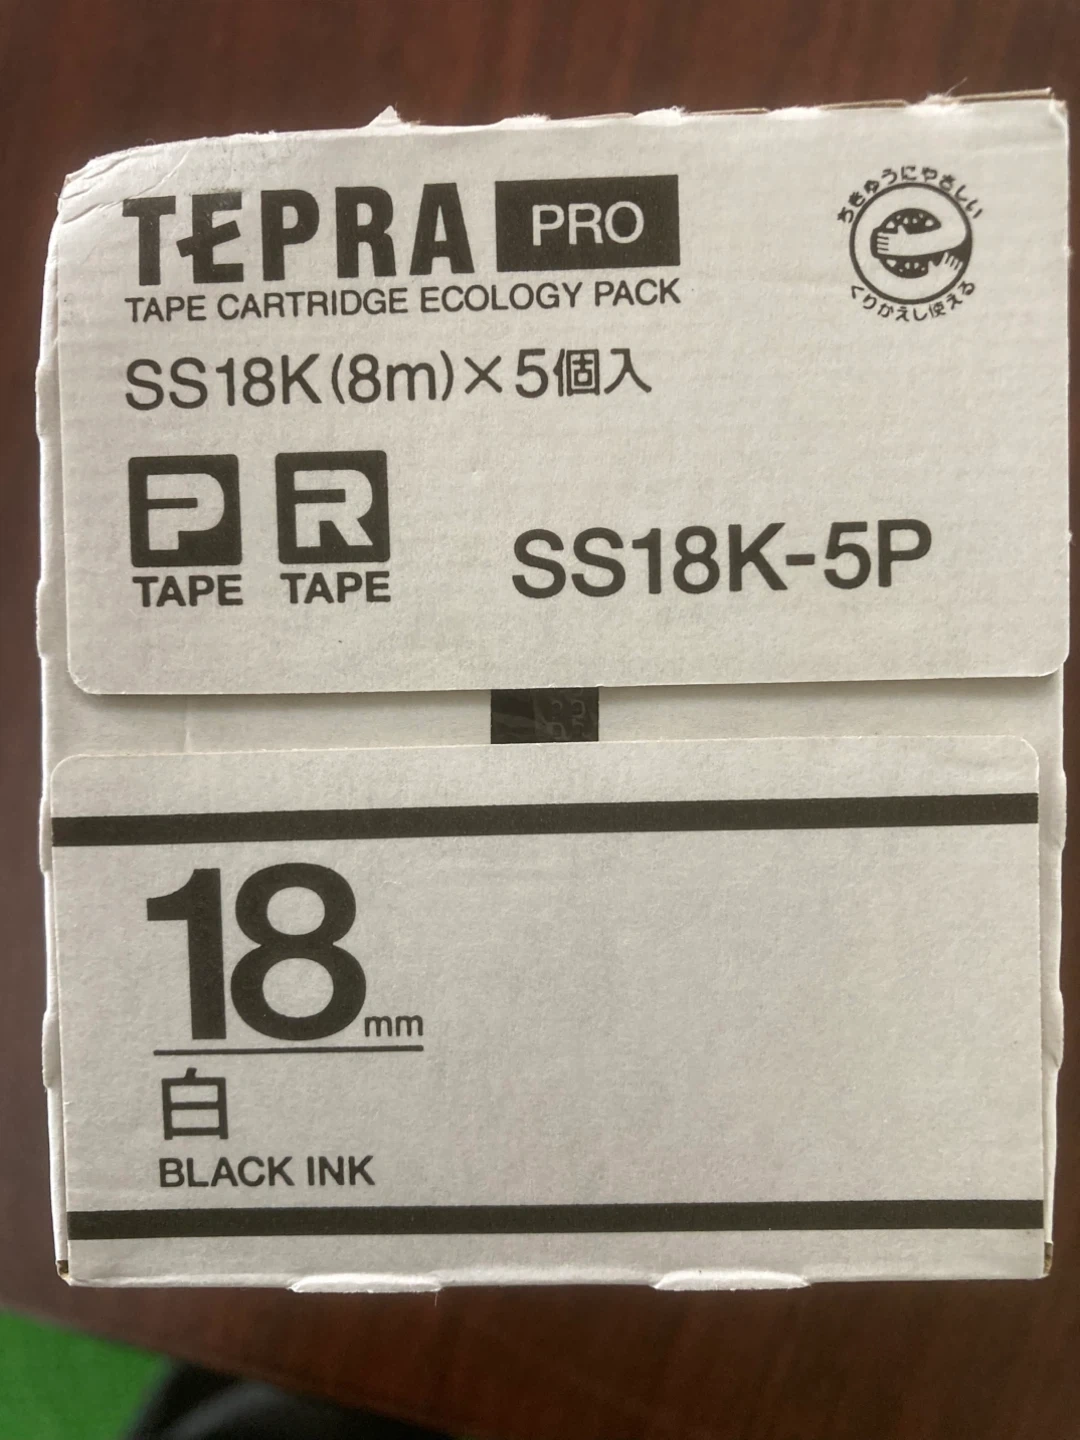 TEPRA PRO
TAPE CARTRIDGE ECOLOGY PACK
ちきゅうにやさしい
くりかえし使える
SS18K(8m)×5個入
P TAPE
R TAPE
SS18K-5P
18mm
白
BLACK INK